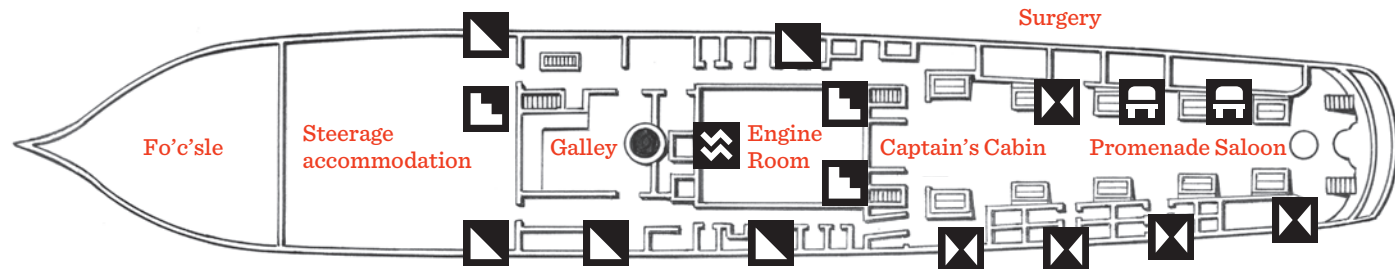 Surgery
Fo’c’sle
Steerage
accommodation
Galley
Engine
Room
Captain’s Cabin
Promenade Saloon